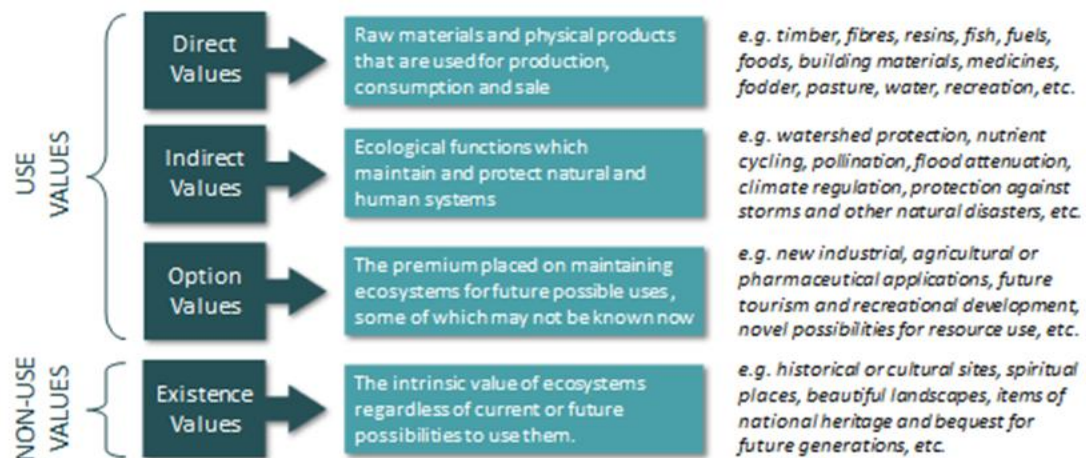 USE
VALUES
Direct
Values
Raw materials and physical products
that are used for production,
consumption and sale
e.g. timber, fibres, resins, fish, fuels,
foods, building materials, medicines,
fodder, pasture, water, recreation, etc.
Indirect
Values
Ecological functions which
maintain and protect natural and
human systems
e.g. watershed protection, nutrient
cycling, pollination, flood attenuation,
climate regulation, protection against
storms and other natural disasters, etc.
Option
Values
The premium placed on maintaining
ecosystems for future possible uses,
some of which may not be known now
e.g. new industrial, agricultural or
pharmaceutical applications, future
tourism and recreational development,
novel possibilities for resource use, etc.
NON-USE
VALUES
Existence
Values
The intrinsic value of ecosystems
regardless of current or future
possibilities to use them.
e.g. historical or cultural sites, spiritual
places, beautiful landscapes, items of
national heritage and bequest for
future generations, etc.